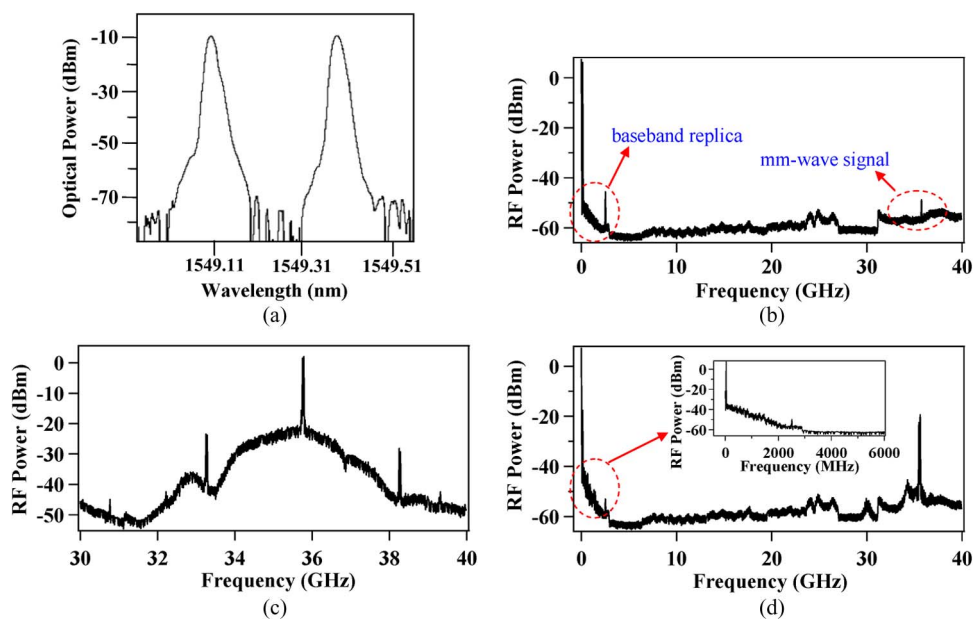 Optical Power (dBm)
-10
-30
-50
-70
1549.11 1549.31 1549.51
Wavelength (nm)
(a)
RF Power (dBm)
0
-20
-40
-60
baseband replica
mm-wave signal
0 10 20 30 40
Frequency (GHz)
(b)
RF Power (dBm)
0
-10
-20
-30
-40
-50
30 32 34 36 38 40
Frequency (GHz)
(c)
RF Power (dBm)
0
-20
-40
-60
RF Power (dBm)
0
-20
-40
-60
0 2000 4000 6000
Frequency (MHz)
0 10 20 30 40
Frequency (GHz)
(d)